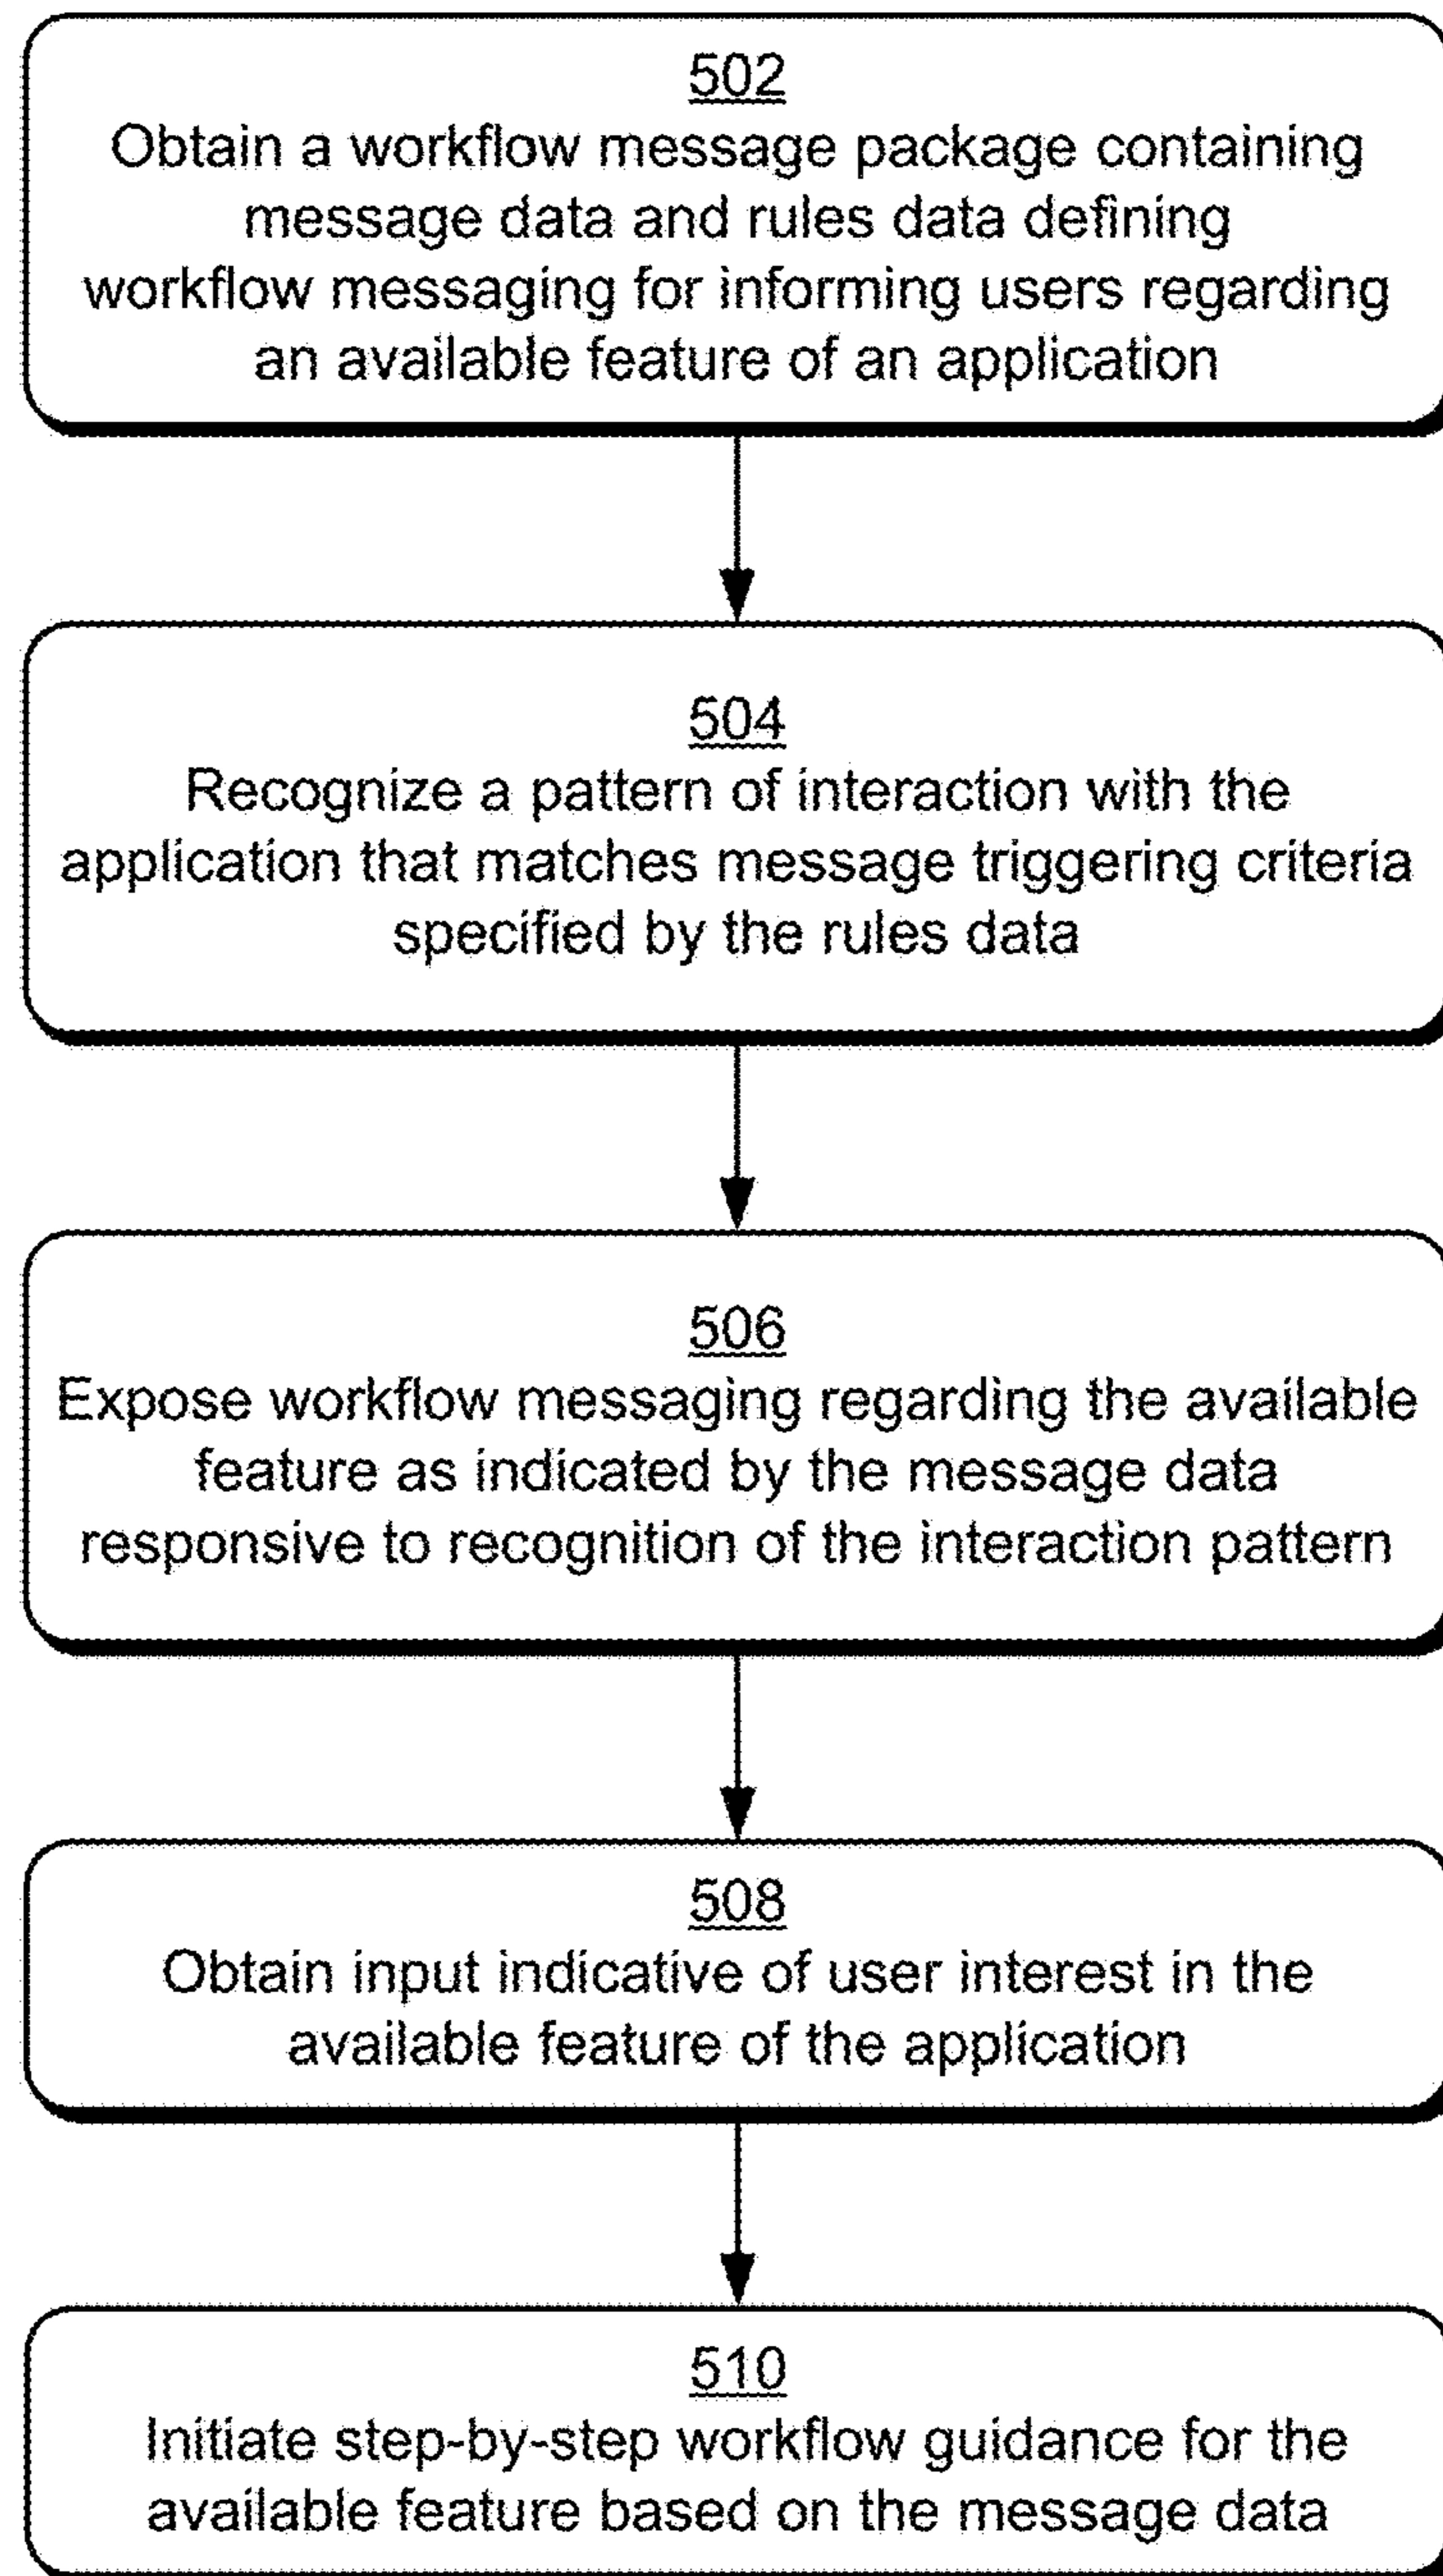 502
Obtain a workflow message package containing
message data and rules data defining
workflow messaging for informing users regarding
an available feature of an application
504
Recognize a pattern of interaction with the
application that matches message triggering criteria
specified by the rules data
506
Expose workflow messaging regarding the available
feature as indicated by the message data
responsive to recognition of the interaction pattern
508
Obtain input indicative of user interest in the
available feature of the application
510
Initiate step-by-step workflow guidance for the
available feature based on the message data